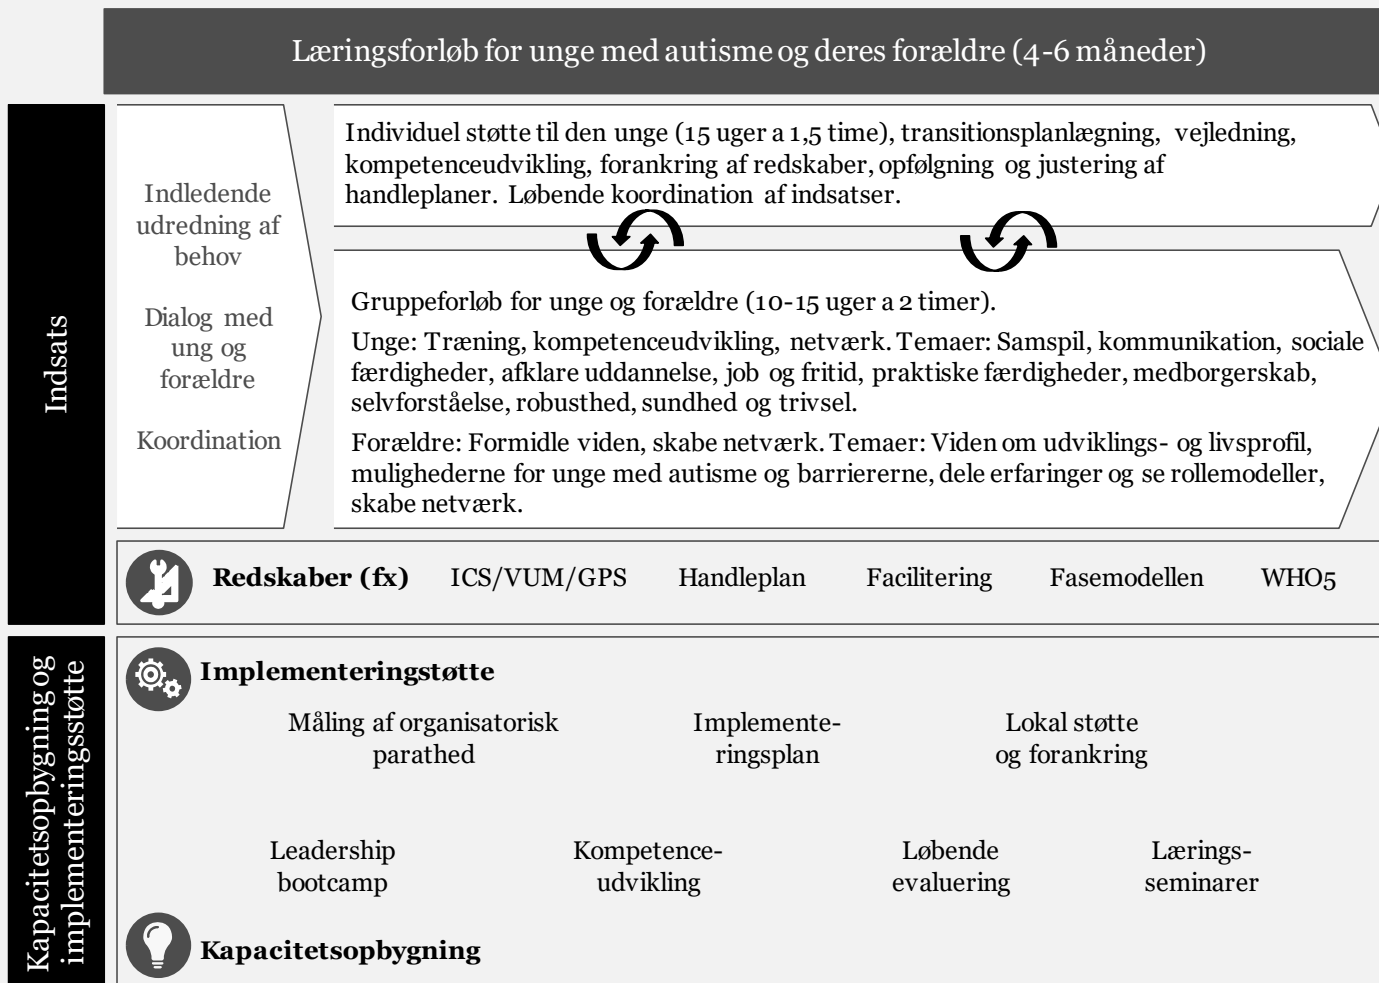 Læringsforløb for unge med autisme og deres forældre (4-6 måneder)
Indsats
Indledende
udredning af
behov
Dialog med
ung og
forældre
Koordination
Individuel støtte til den unge (15 uger a 1,5 time), transitionsplanlægning, vejledning,
kompetenceudvikling, forankring af redskaber, opfølgning og justering af
handleplaner. Løbende koordination af indsatser.
Gruppeforløb for unge og forældre (10-15 uger a 2 timer).
Unge: Træning, kompetenceudvikling, netværk. Temaer: Samspil, kommunikation, sociale
færdigheder, afklare uddannelse, job og fritid, praktiske færdigheder, medborgerskab,
selvforståelse, robusthed, sundhed og trivsel.
Forældre: Formidle viden, skabe netværk. Temaer: Viden om udviklings- og livsprofil,
mulighederne for unge med autisme og barriererne, dele erfaringer og se rollemodeller,
skabe netværk.
Redskaber (fx) ICS/VUM/GPS Handleplan Facilitering Fasemodellen WHO5
Kapacitetsopbygning og
implementeringsstøtte
Implementeringstøtte
Måling af organisatorisk
parathed
Implemente-
ringsplan
Lokal støtte
og forankring
Leadership
bootcamp
Kompetence-
udvikling
Løbende
evaluering
Lærings-
seminarer
Kapacitetsopbygning